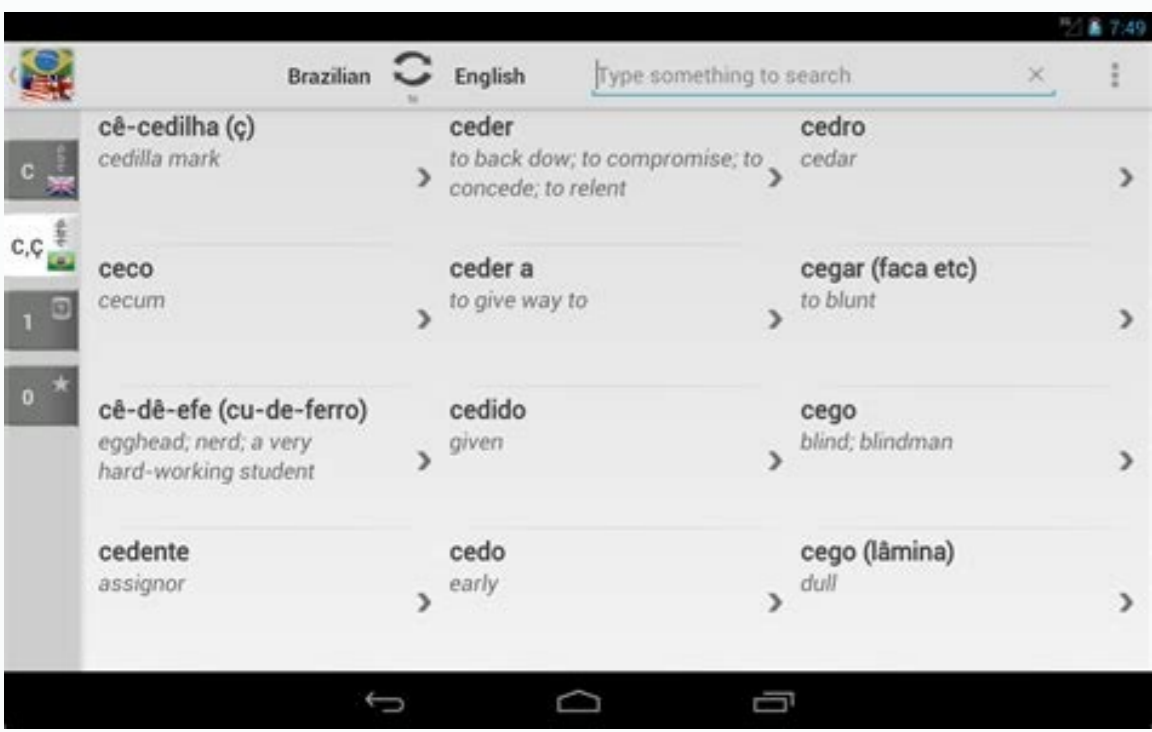 7:49
Brazilian English Type something to search
cê-cedilha (ç)
cedilla mark
ceder
to back dow; to compromise; to
concede; to relent
cedro
cedar
C
C,Ç
1
0
ceco
cecum
ceder a
to give way to
cegar (faca etc)
to blunt
cê-dê-efe (cu-de-ferro)
egghead; nerd; a very
hard-working student
cedido
given
cego
blind; blindman
cedente
assignor
cedo
early
cego (lâmina)
dull